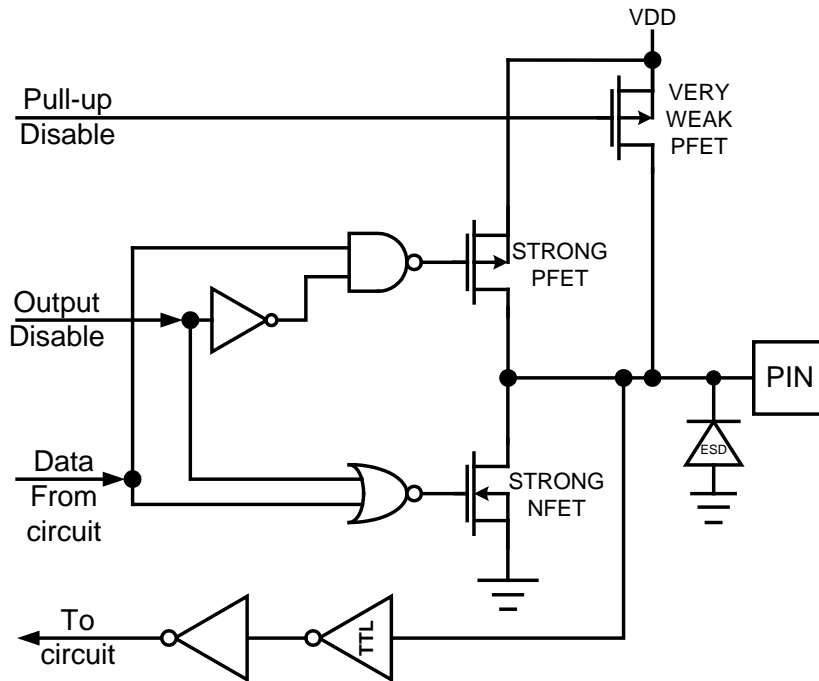 VDD
Pull-up
Disable
VERY
WEAK
PFET
STRONG
PFET
Output
Disable
PIN
ESD
Data
From
circuit
STRONG
NFET
To
circuit
TTL